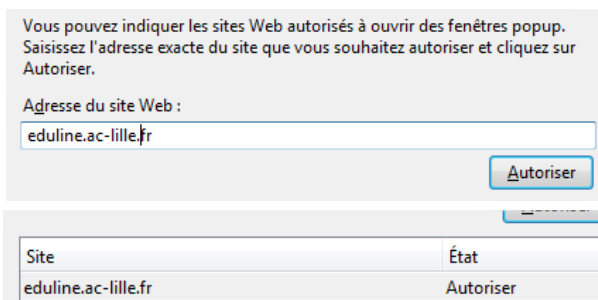 Vous pouvez indiquer les sites Web autorisés à ouvrir des fenêtres popup.
Saisissez l'adresse exacte du site que vous souhaitez autoriser et cliquez sur
Autoriser.
Adresse du site Web :
eduline.ac-lille.fr
Autoriser
Site État
eduline.ac-lille.fr Autoriser